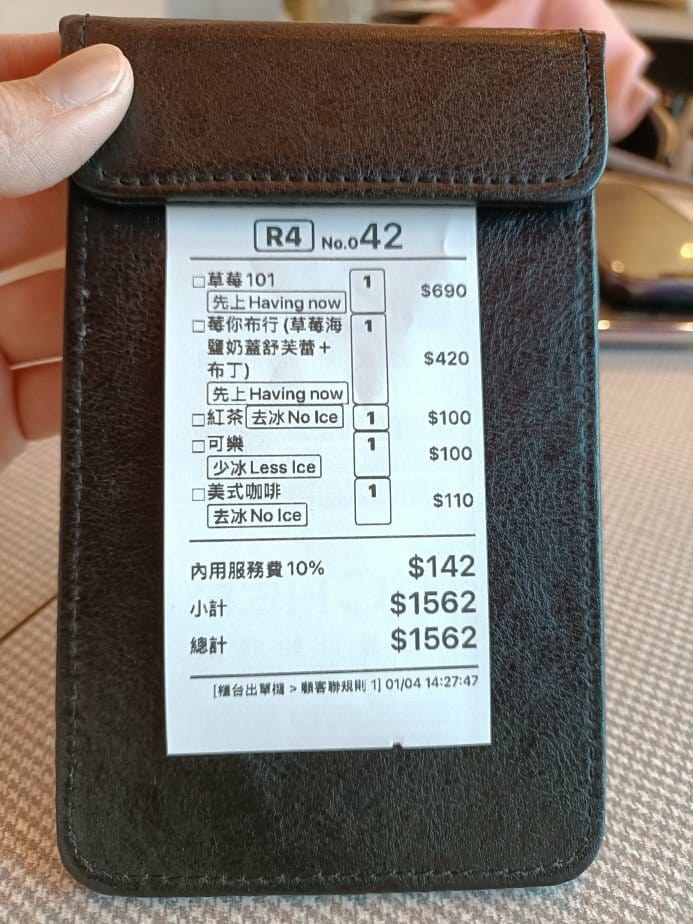 R4 No.042
□草莓101 1 $690
先上 Having now
□莓你布行 (草莓海 1 $420
鹽奶蓋舒芙蕾+
布丁)
先上 Having now
□紅茶 去冰 No Ice 1 $100
□可樂 1 $100
少冰 Less Ice
□美式咖啡 1 $110
去冰 No Ice
內用服務費 10% $142
小計 $1562
總計 $1562
[櫃台出單機 > 顧客聯規則 1] 01/04 14:27:47